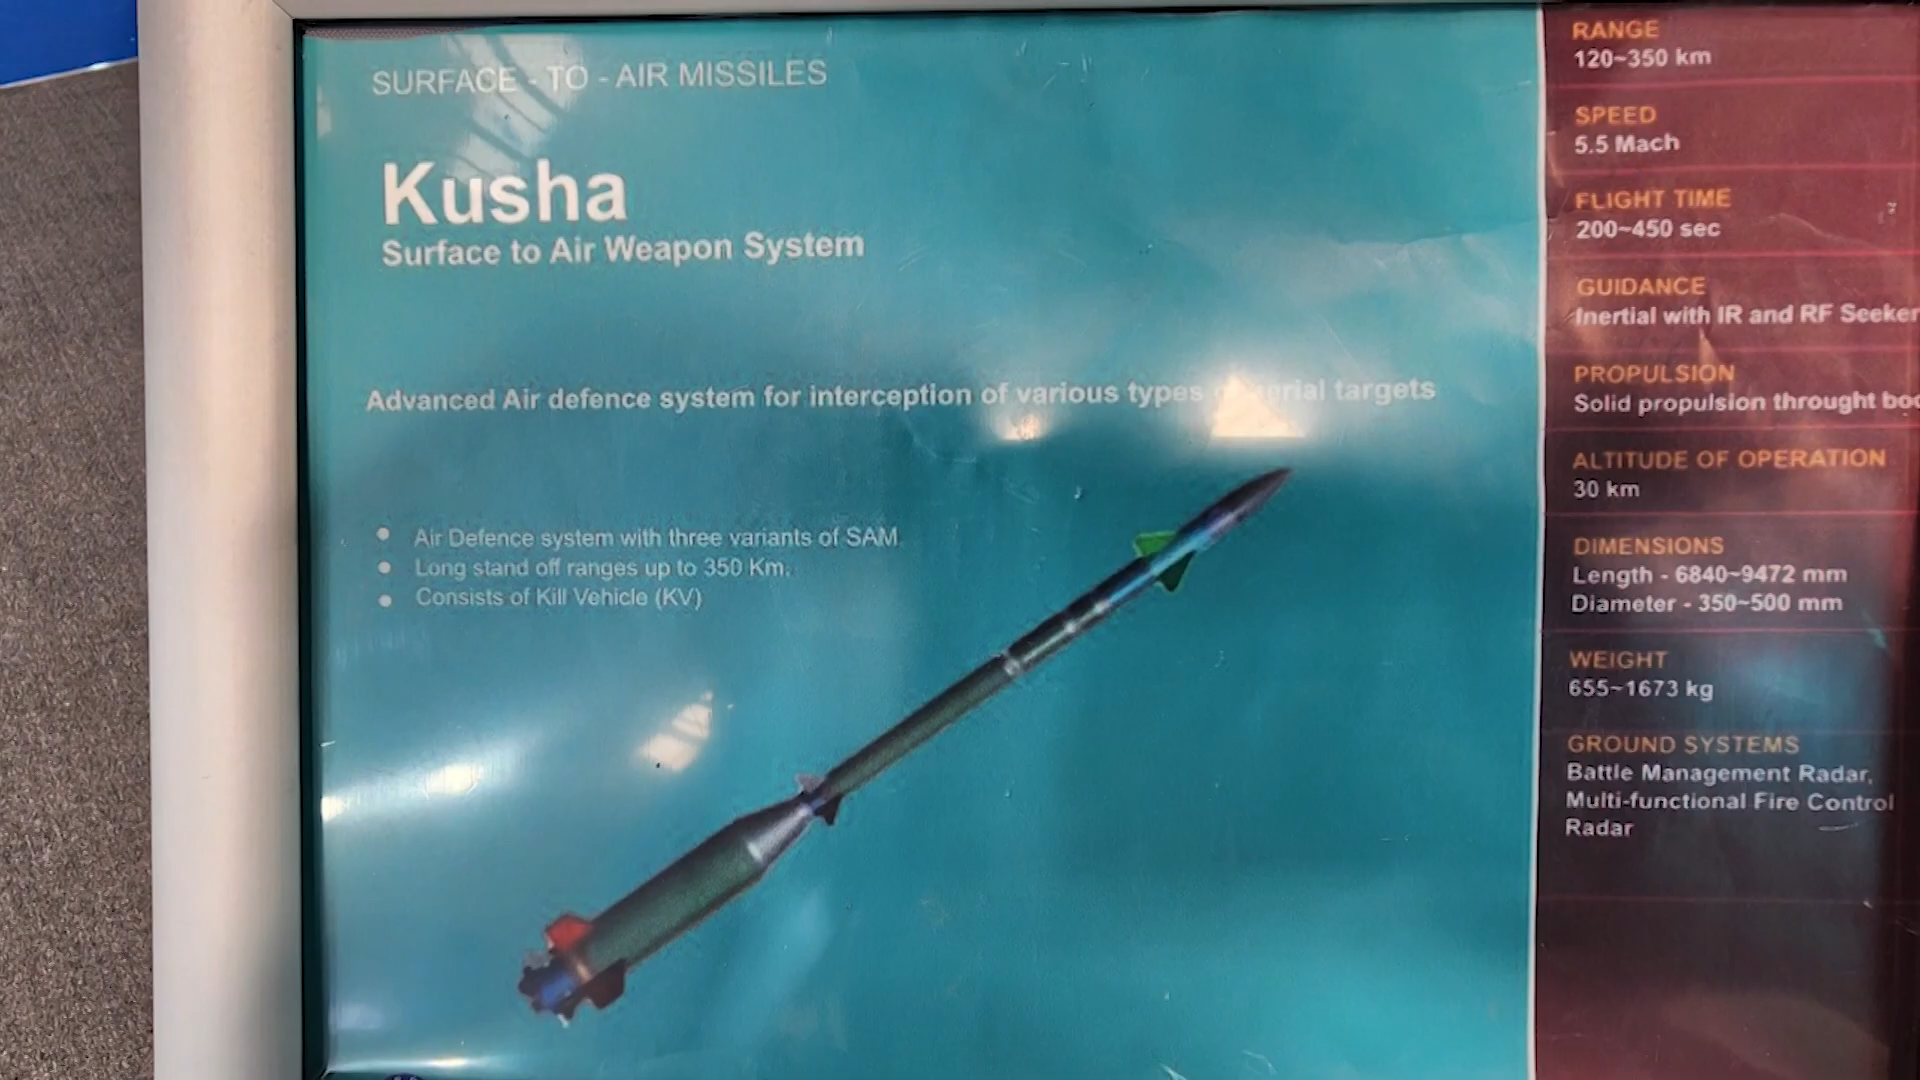 SURFACE - TO - AIR MISSILES
Kusha
Surface to Air Weapon System
Advanced Air defence system for interception of various types targets
● Air Defence system with three variants of SAM
● Long stand off ranges up to 350 Km.
● Consists of Kill Vehicle (KV)
RANGE
120~350 km
SPEED
5.5 Mach
FLIGHT TIME
200~450 sec
GUIDANCE
Inertial with IR and RF Seeker
PROPULSION
Solid propulsion throught
ALTITUDE OF OPERATION
30 km
DIMENSIONS
Length - 6840~9472 mm
Diameter - 350~500 mm
WEIGHT
655~1673 kg
GROUND SYSTEMS
Battle Management Radar,
Multi-functional Fire Control
Radar